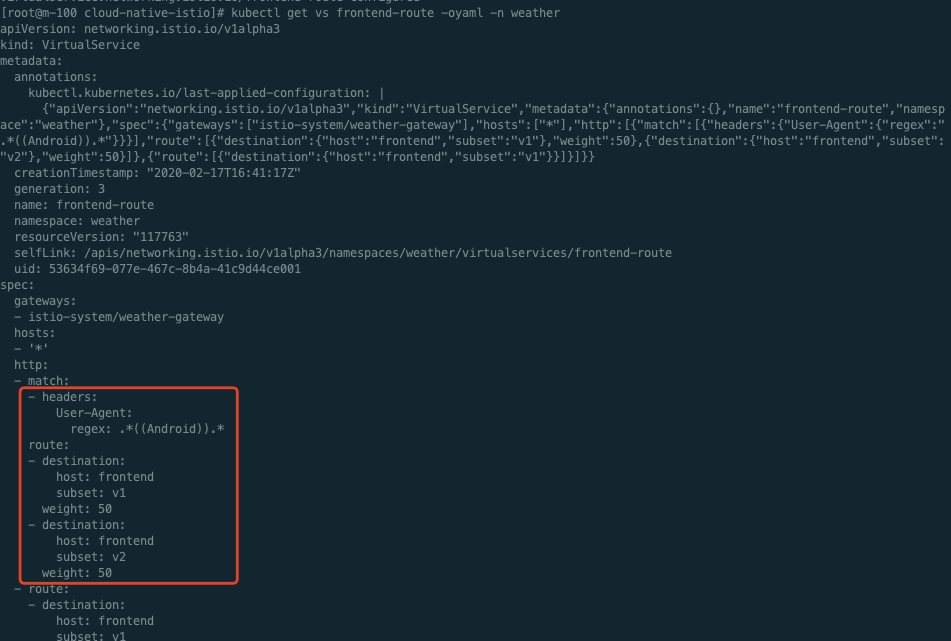 [root@m-100 cloud-native-istio]# kubectl get vs frontend-route -oyaml -n weather
apiVersion: networking.istio.io/v1alpha3
kind: VirtualService
metadata:
  annotations:
    kubectl.kubernetes.io/last-applied-configuration: |
      {"apiVersion":"networking.istio.io/v1alpha3","kind":"VirtualService","metadata":{"annotations":{},"name":"frontend-route","namesp
ace":"weather"},"spec":{"gateways":["istio-system/weather-gateway"],"hosts":["*"],"http":[{"match":[{"headers":{"User-Agent":{"regex":"
.*((Android)).*"}}}],"route":[{"destination":{"host":"frontend","subset":"v1"},"weight":50},{"destination":{"host":"frontend","subset":
"v2"},"weight":50}]},{"route":[{"destination":{"host":"frontend","subset":"v1"}}]}]}}
  creationTimestamp: "2020-02-17T16:41:17Z"
  generation: 3
  name: frontend-route
  namespace: weather
  resourceVersion: "117763"
  selfLink: /apis/networking.istio.io/v1alpha3/namespaces/weather/virtualservices/frontend-route
  uid: 53634f69-077e-467c-8b4a-41c9d44ce001
spec:
  gateways:
  - istio-system/weather-gateway
  hosts:
  - '*'
  http:
  - match:
    - headers:
        User-Agent:
          regex: .*((Android)).*
    route:
    - destination:
        host: frontend
        subset: v1
      weight: 50
    - destination:
        host: frontend
        subset: v2
      weight: 50
  - route:
    - destination:
        host: frontend
        subset: v1